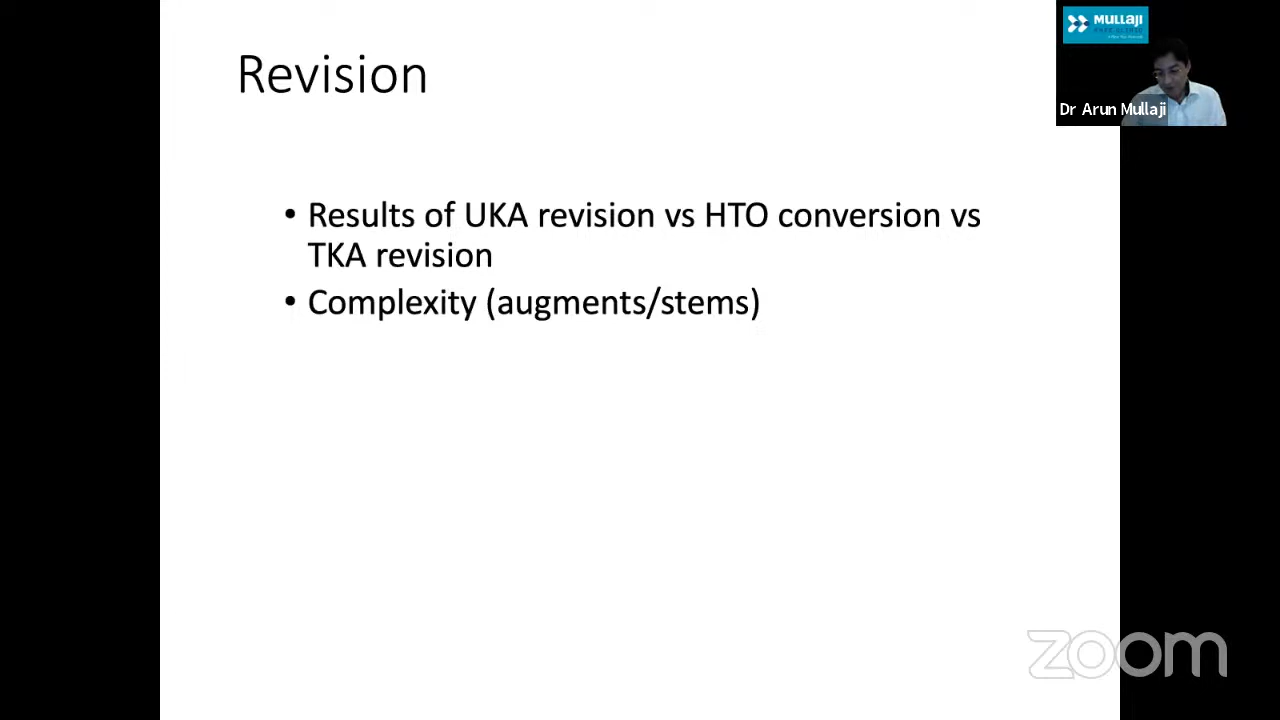 Revision
MULLAJI
Dr Arun Mullaji
• Results of UKA revision vs HTO conversion vs
TKA revision
• Complexity (augments/stems)
zoom